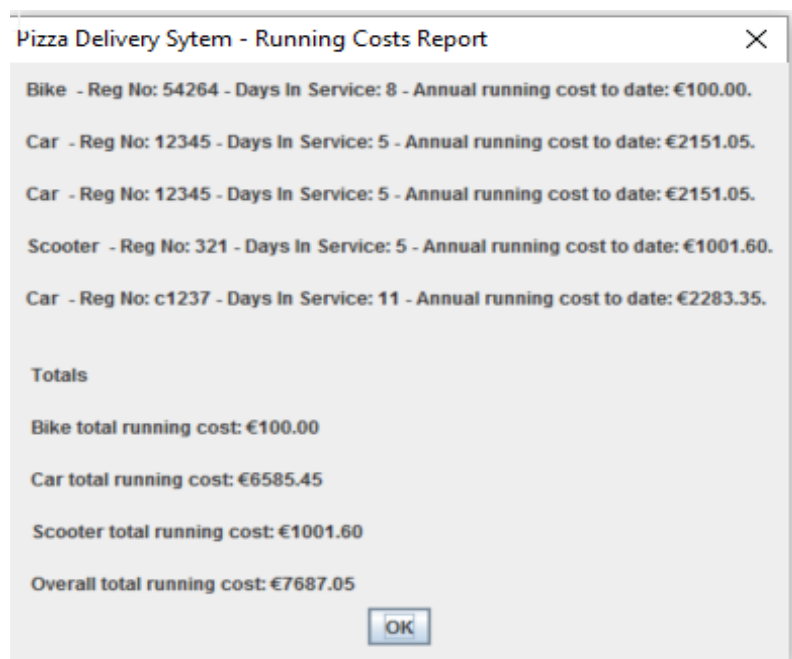 Pizza Delivery Sytem - Running Costs Report
Bike - Reg No: 54264 - Days In Service: 8 - Annual running cost to date: €100.00.
Car - Reg No: 12345 - Days In Service: 5 - Annual running cost to date: €2151.05.
Car - Reg No: 12345 - Days In Service: 5 - Annual running cost to date: €2151.05.
Scooter - Reg No: 321 - Days In Service: 5 - Annual running cost to date: €1001.60.
Car - Reg No: c1237 - Days In Service: 11 - Annual running cost to date: €2283.35.
Totals
Bike total running cost: €100.00
Car total running cost: €6585.45
Scooter total running cost: €1001.60
Overall total running cost: €7687.05
OK